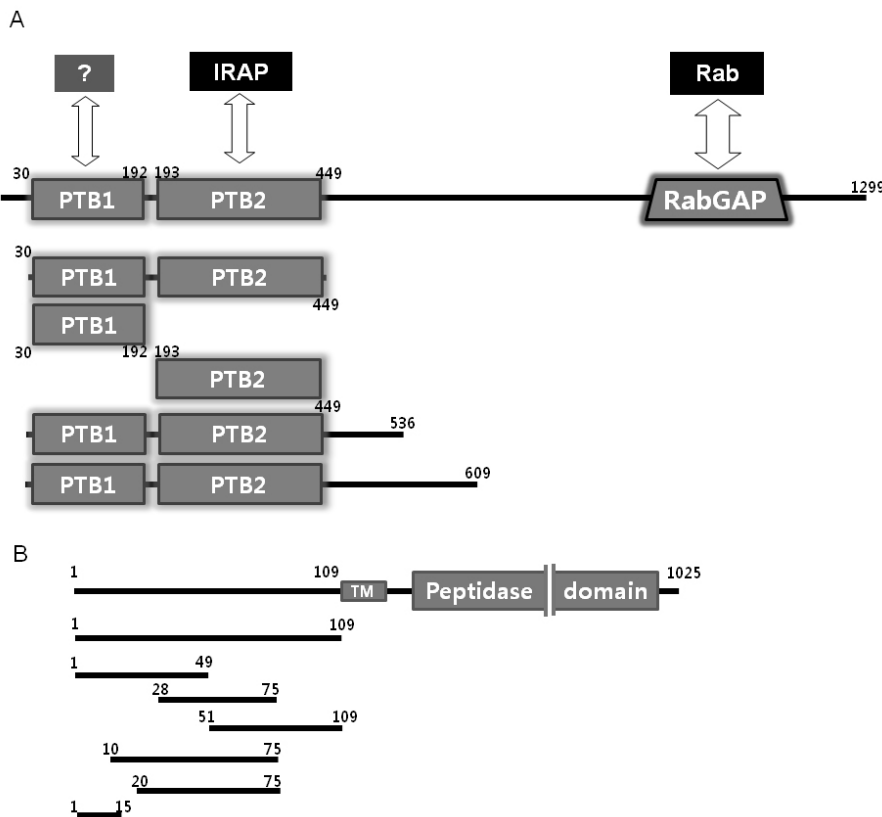 A
? IRAP Rab
30 192 193 449 1299
PTB1 PTB2 RabGAP
30
PTB1 PTB2
449
PTB1
30 192 193
PTB2
449
536
PTB1 PTB2
609
PTB1 PTB2
B
1 109 1025
TM Peptidase domain
1 109
1 49
28 75
51 109
10 75
20 75
1 15